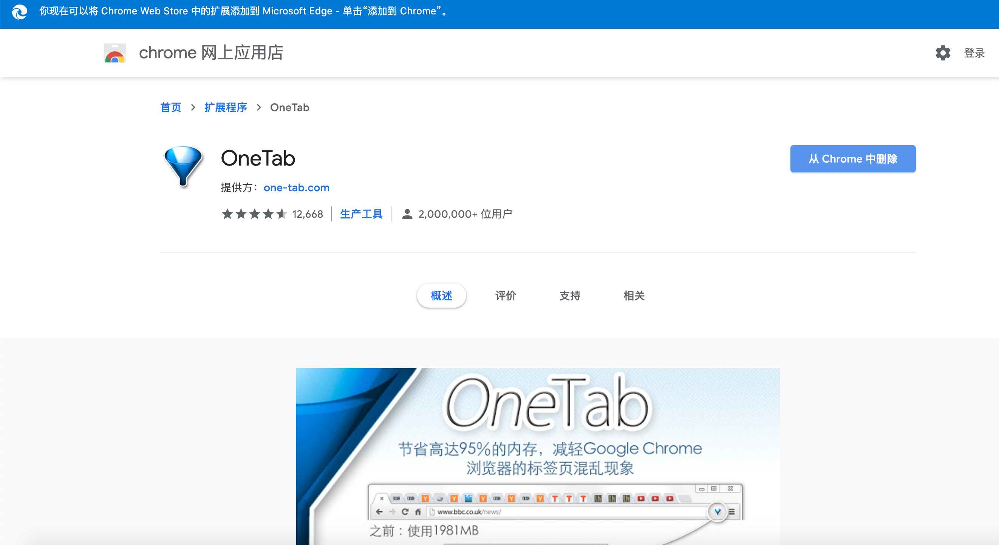 你现在可以将 Chrome Web Store 中的扩展添加到 Microsoft Edge - 单击“添加到 Chrome”。
chrome 网上应用店
登录
首页 > 扩展程序 > OneTab
OneTab
从 Chrome 中删除
提供方： one-tab.com
12,668 生产工具 2,000,000+ 位用户
概述 评价 支持 相关
OneTab
节省高达95%的内存，减轻Google Chrome
浏览器的标签页混乱现象
www.bbc.co.uk/news/
之前：使用1981MB